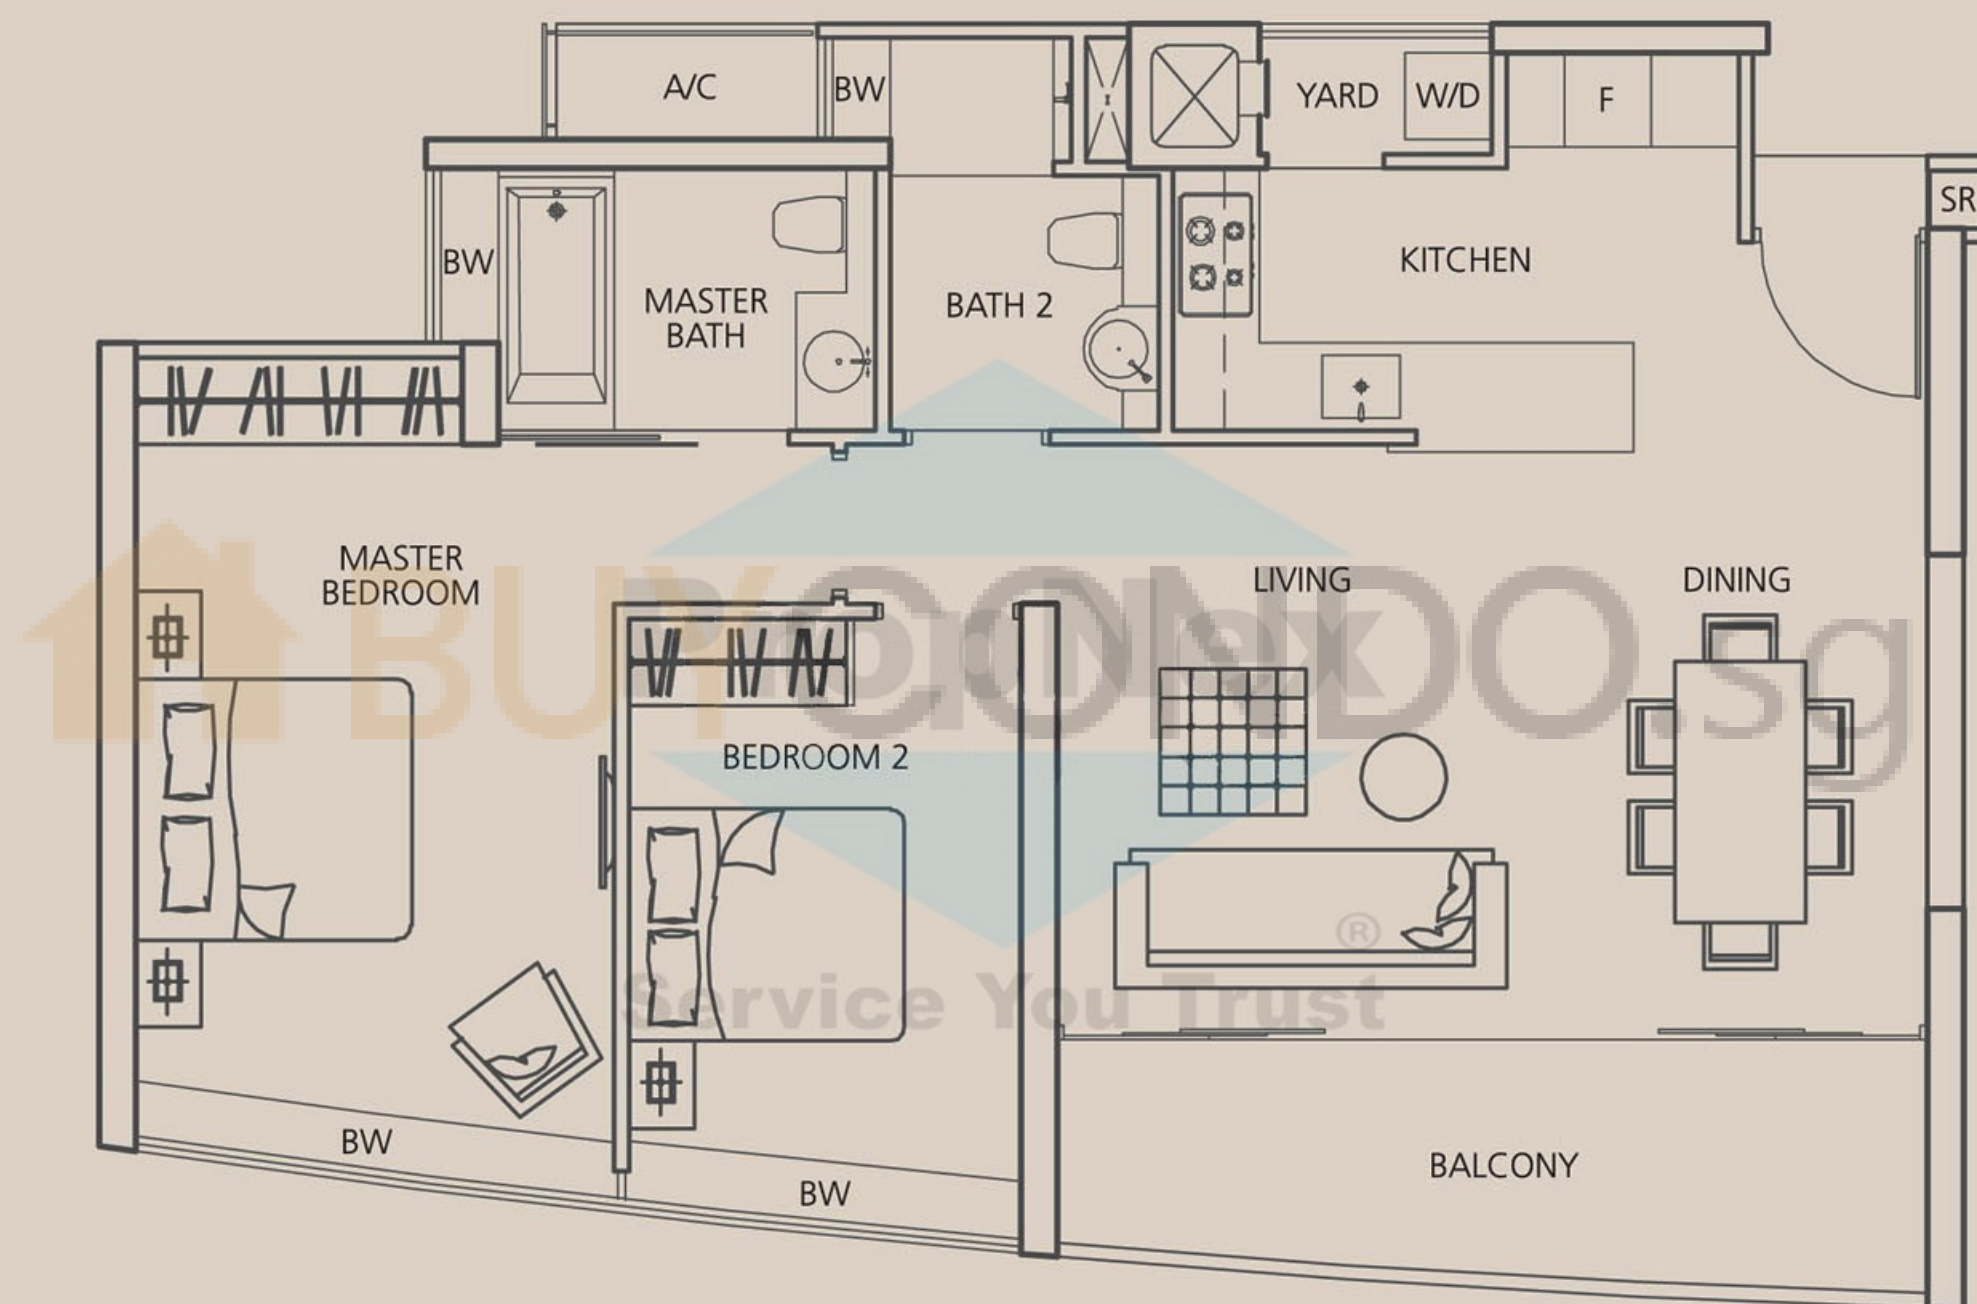 A/C
BW
YARD
W/D
F
SR
BW
MASTER
BATH
BATH 2
KITCHEN
MASTER
BEDROOM
LIVING
DINING
BUYCONDO.sg
PropNex
BEDROOM 2
®
Service You Trust
BW
BW
BALCONY